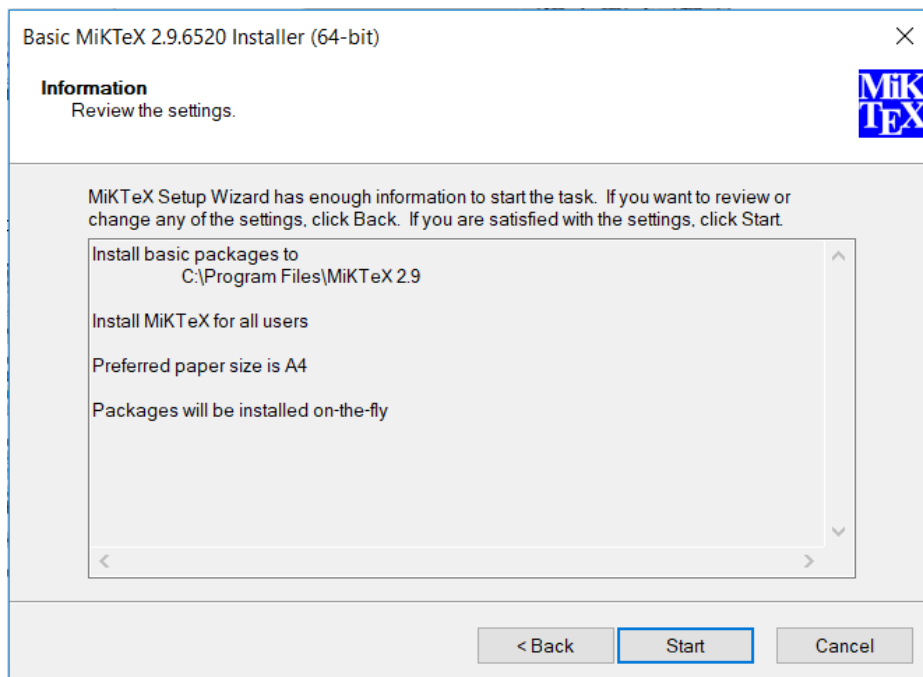 Basic MiKTeX 2.9.6520 Installer (64-bit)
Information
Review the settings.
MiK
TEX
MiKTeX Setup Wizard has enough information to start the task. If you want to review or
change any of the settings, click Back. If you are satisfied with the settings, click Start.
Install basic packages to
C:\Program Files\MiKTeX 2.9
Install MiKTeX for all users
Preferred paper size is A4
Packages will be installed on-the-fly
< Back
Start
Cancel